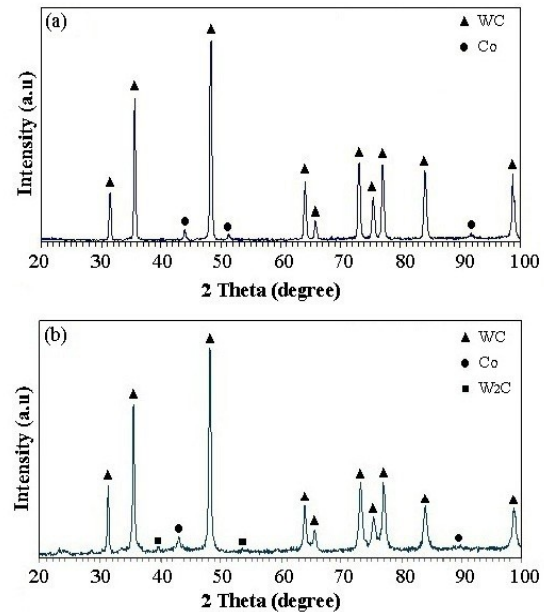 (a)
▲ WC
● Co
Intensity (a.u)
20 30 40 50 60 70 80 90 100
2 Theta (degree)
(b)
▲ WC
● Co
■ W2C
Intensity (a.u)
20 30 40 50 60 70 80 90 100
2 Theta (degree)